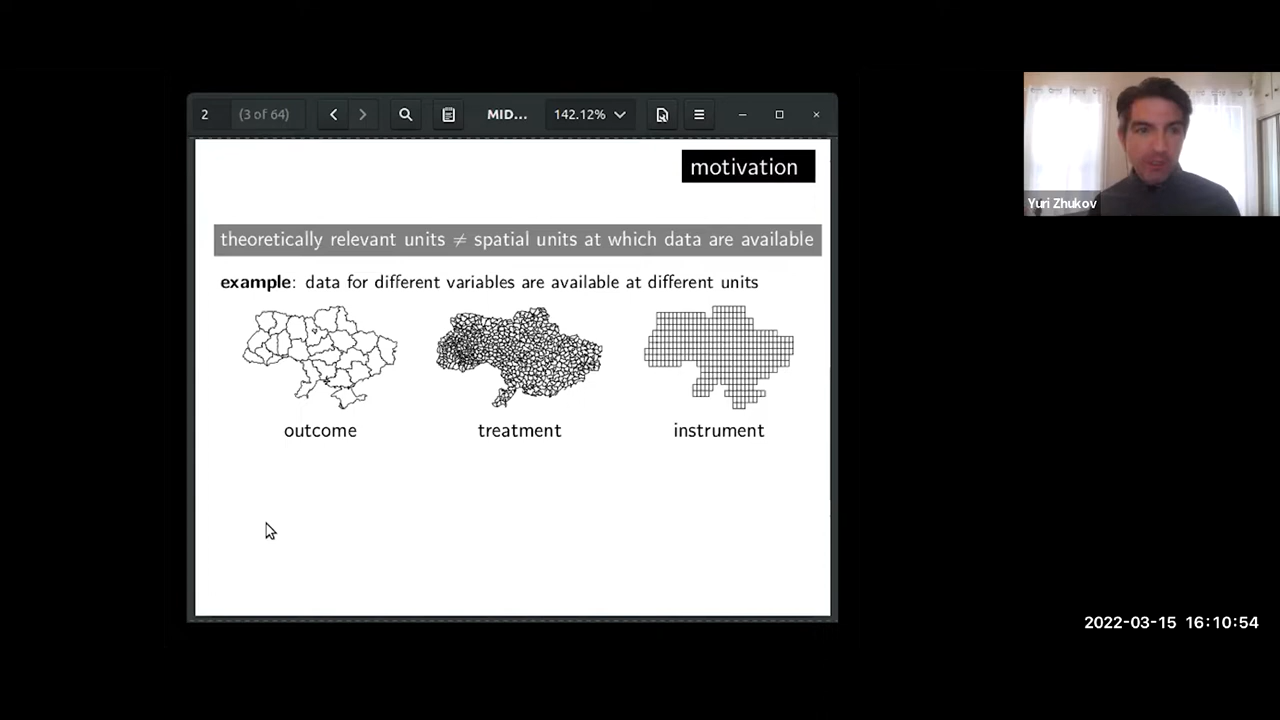 2 (3 of 64) MID... 142.12%
motivation
theoretically relevant units ≠ spatial units at which data are available
example: data for different variables are available at different units
outcome treatment instrument
Yuri Zhukov
2022-03-15 16:10:54